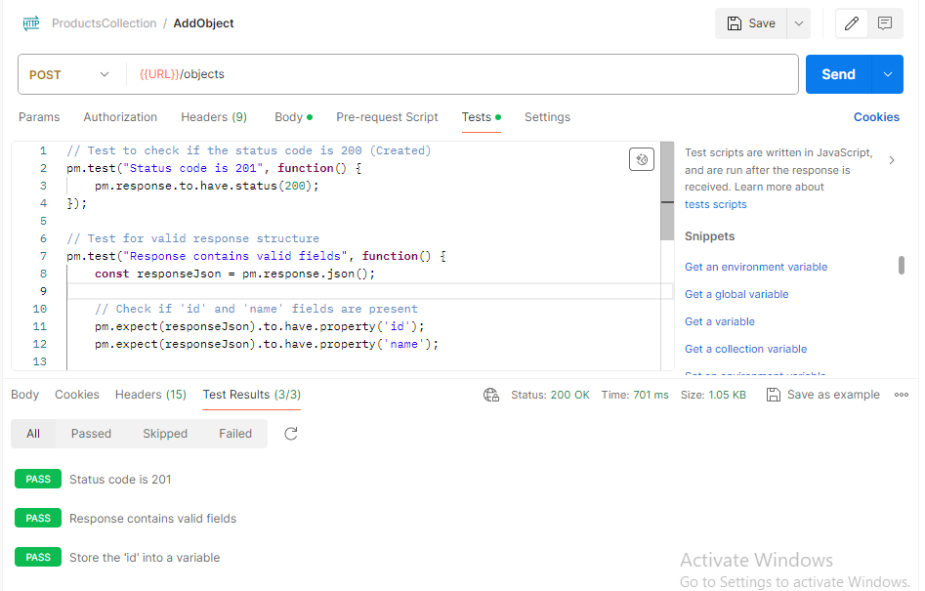 HTTP ProductsCollection / AddObject Save
POST {{URL}}/objects Send
Params Authorization Headers (9) Body Pre-request Script Tests Settings Cookies
1 // Test to check if the status code is 200 (Created)
2 pm.test("Status code is 201", function() {
3 pm.response.to.have.status(200);
4 });
5
6 // Test for valid response structure
7 pm.test("Response contains valid fields", function() {
8 const responseJson = pm.response.json();
9
10 // Check if 'id' and 'name' fields are present
11 pm.expect(responseJson).to.have.property('id');
12 pm.expect(responseJson).to.have.property('name');
13
Test scripts are written in JavaScript,
and are run after the response is
received. Learn more about
tests scripts
Snippets
Get an environment variable
Get a global variable
Get a variable
Get a collection variable
Body Cookies Headers (15) Test Results (3/3) Status: 200 OK Time: 701 ms Size: 1.05 KB Save as example
All Passed Skipped Failed
PASS Status code is 201
PASS Response contains valid fields
PASS Store the 'id' into a variable
Activate Windows
Go to Settings to activate Windows.